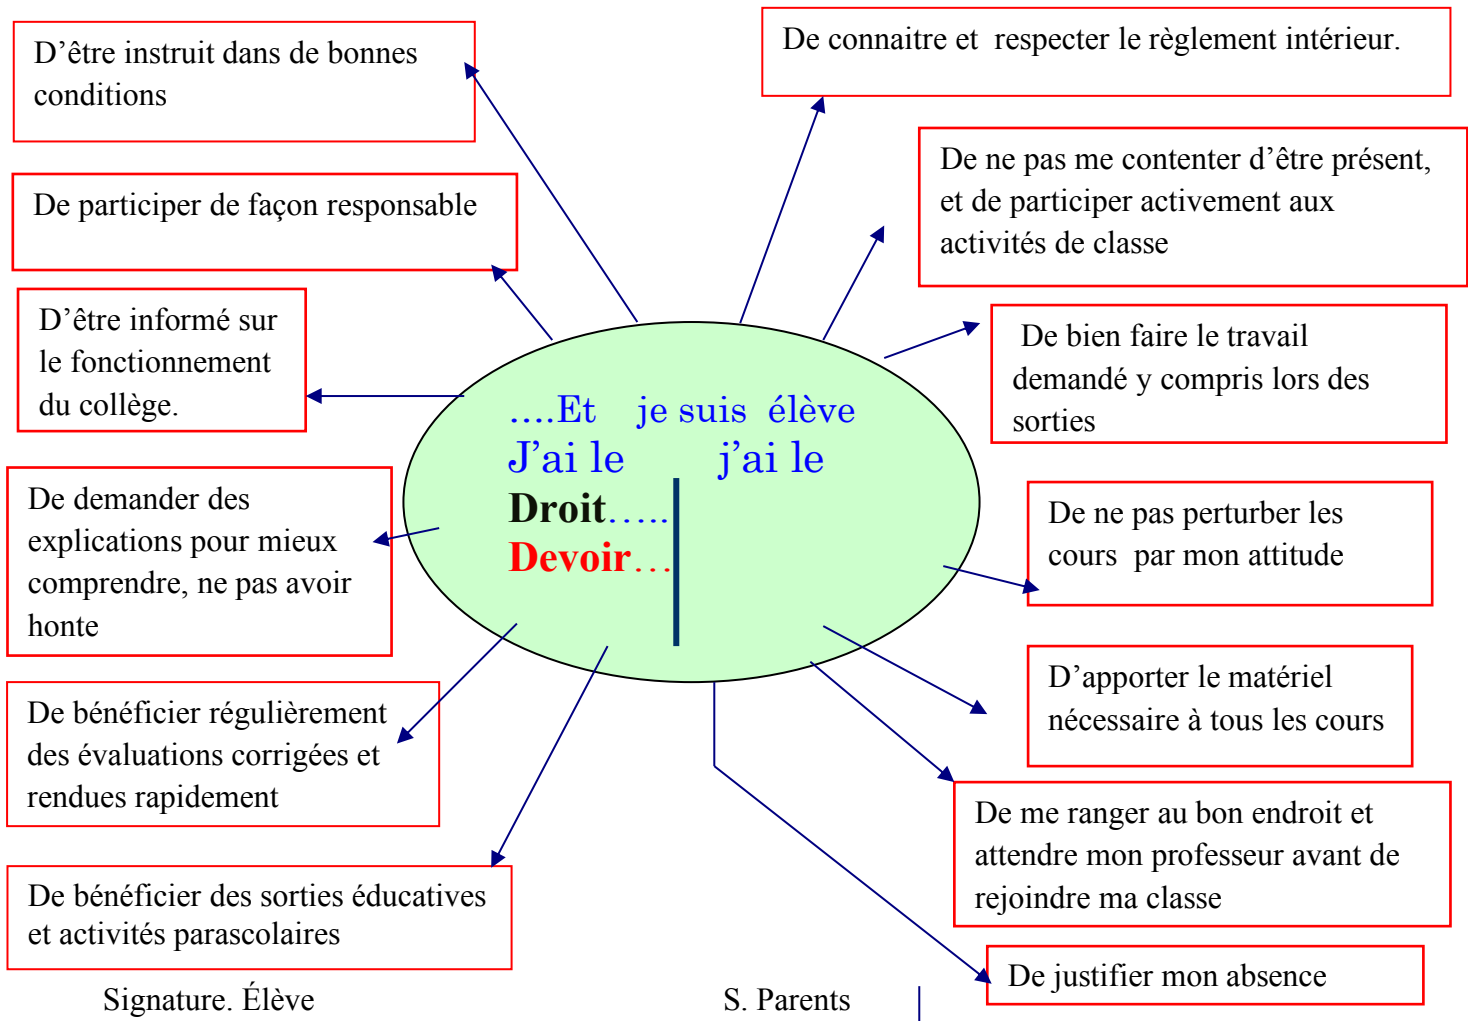 D’être instruit dans de bonnes
conditions
De participer de façon responsable
D’être informé sur
le fonctionnement
du collège.
De demander des
explications pour mieux
comprendre, ne pas avoir
honte
De bénéficier régulièrement
des évaluations corrigées et
rendues rapidement
De bénéficier des sorties éducatives
et activités parascolaires
....Et je suis élève
J’ai le j’ai le
Droit.....
Devoir...
De connaitre et respecter le règlement intérieur.
De ne pas me contenter d’être présent,
et de participer activement aux
activités de classe
De bien faire le travail
demandé y compris lors des
sorties
De ne pas perturber les
cours par mon attitude
D’apporter le matériel
nécessaire à tous les cours
De me ranger au bon endroit et
attendre mon professeur avant de
rejoindre ma classe
De justifier mon absence
Signature. Élève S. Parents